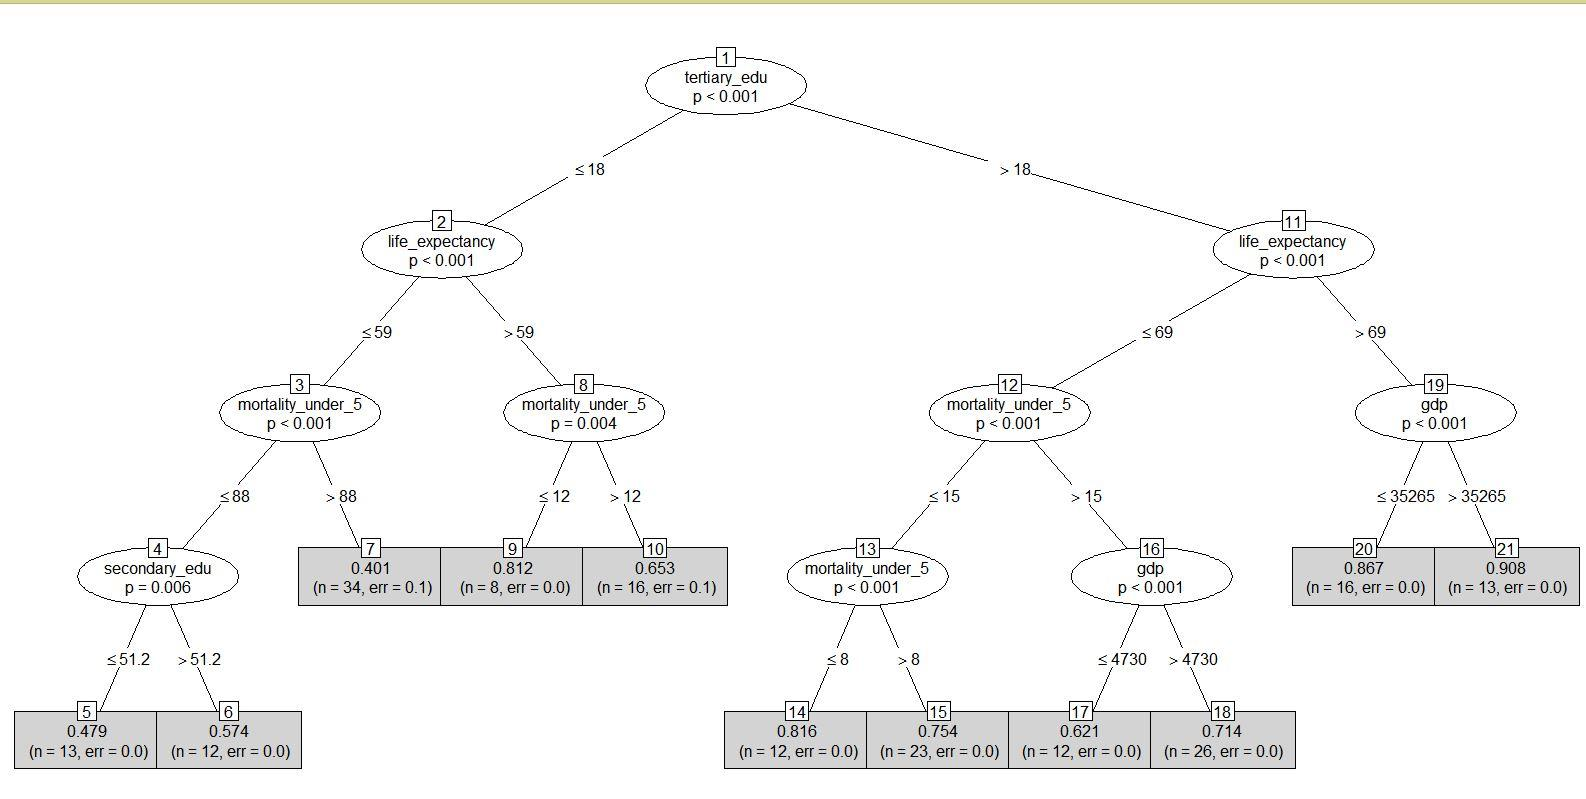 1
tertiary_edu
p < 0.001
≤ 18
> 18
2
life_expectancy
p < 0.001
11
life_expectancy
p < 0.001
≤ 59
> 59
≤ 69
> 69
3
mortality_under_5
p < 0.001
8
mortality_under_5
p = 0.004
12
mortality_under_5
p < 0.001
19
gdp
p < 0.001
≤ 88
> 88
≤ 12
> 12
≤ 15
> 15
≤ 35265
> 35265
4
secondary_edu
p = 0.006
7
0.401
(n = 34, err = 0.1)
9
0.812
(n = 8, err = 0.0)
10
0.653
(n = 16, err = 0.1)
13
mortality_under_5
p < 0.001
16
gdp
p < 0.001
20
0.867
(n = 16, err = 0.0)
21
0.908
(n = 13, err = 0.0)
≤ 51.2
> 51.2
≤ 8
> 8
≤ 4730
> 4730
5
0.479
(n = 13, err = 0.0)
6
0.574
(n = 12, err = 0.0)
14
0.816
(n = 12, err = 0.0)
15
0.754
(n = 23, err = 0.0)
17
0.621
(n = 12, err = 0.0)
18
0.714
(n = 26, err = 0.0)